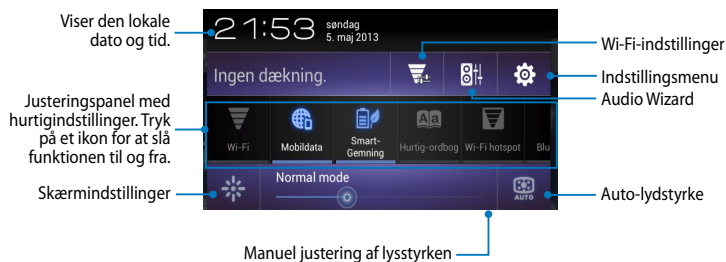 Viser den lokale
dato og tid.
21:53
søndag
5. maj 2013
Wi-Fi-indstillinger
Ingen dækning.
Indstillingsmenu
Audio Wizard
Justeringspanel med
hurtigindstillinger. Tryk
på et ikon for at slå
funktionen til og fra.
Aa
Wi-Fi
Mobildata
Smart-
Gemning
Hurtig-ordbog
Wi-Fi hotspot
Blu
Skærmindstillinger
Normal mode
AUTO
Auto-lydstyrke
Manuel justering af lysstyrken